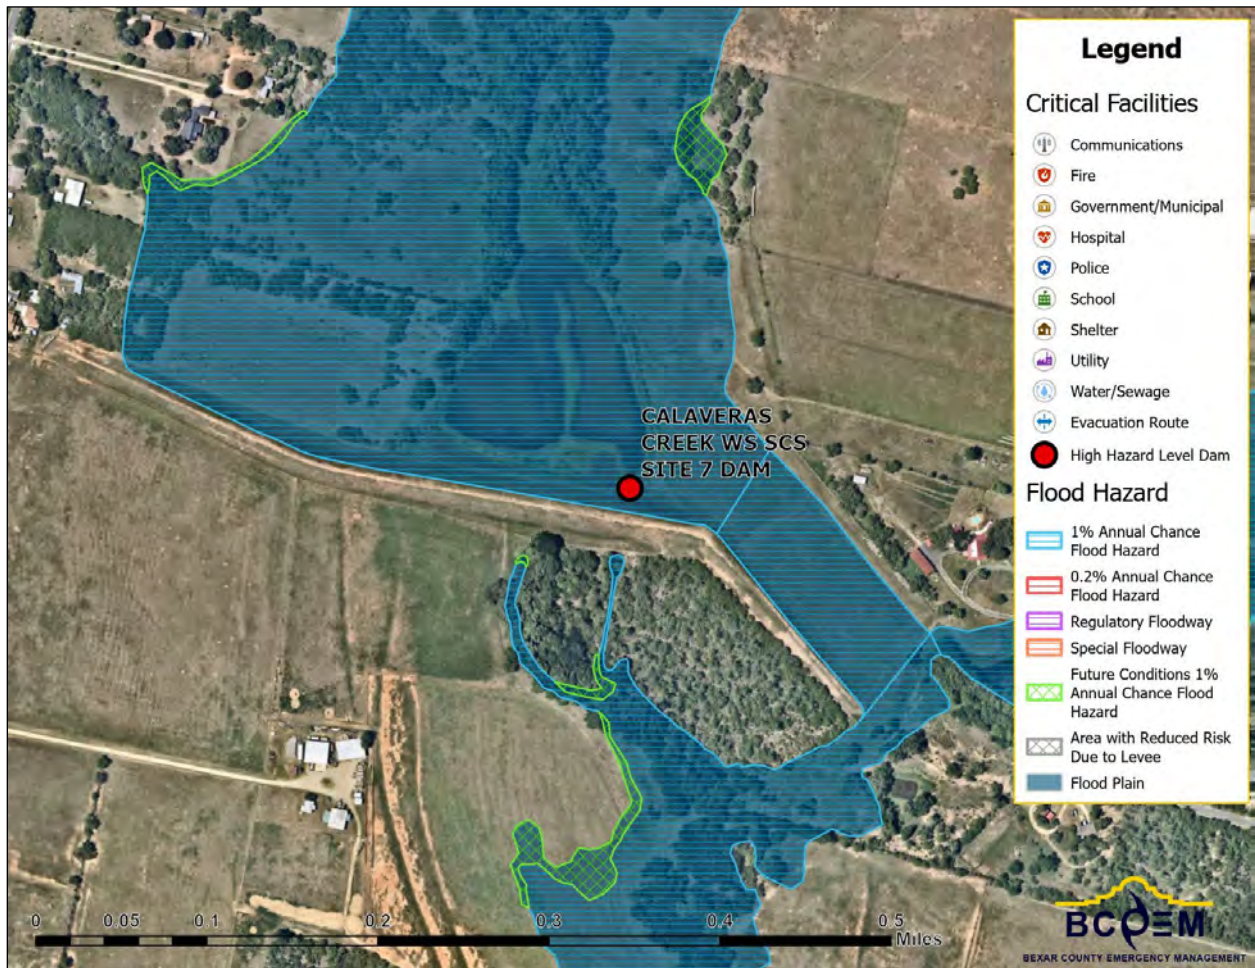 Legend
Critical Facilities
Communications
Fire
Government/Municipal
Hospital
Police
School
Shelter
Utility
Water/Sewage
Evacuation Route
High Hazard Level Dam
Flood Hazard
1% Annual Chance
Flood Hazard
0.2% Annual Chance
Flood Hazard
Regulatory Floodway
Special Floodway
Future Conditions 1%
Annual Chance Flood
Hazard
Area with Reduced Risk
Due to Levee
Flood Plain
CALAVERAS
CREEK WS SCS
SITE 7 DAM
0 0.05 0.1 0.2 0.3 0.4 0.5
Miles
BCOEM
BEXAR COUNTY EMERGENCY MANAGEMENT